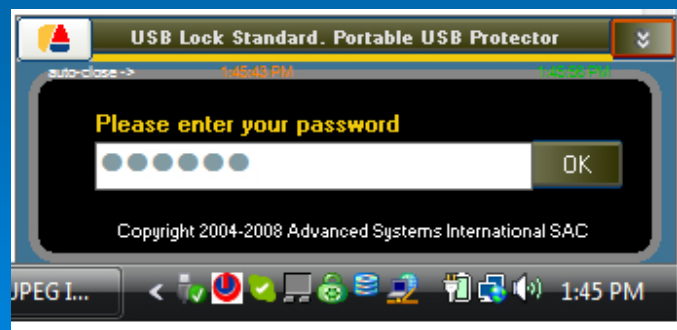 USB Lock Standard. Portable USB Protector
auto-close -> 1:45:43 PM
Please enter your password
OK
Copyright 2004-2008 Advanced Systems International SAC
JPEG I... < 1:45 PM